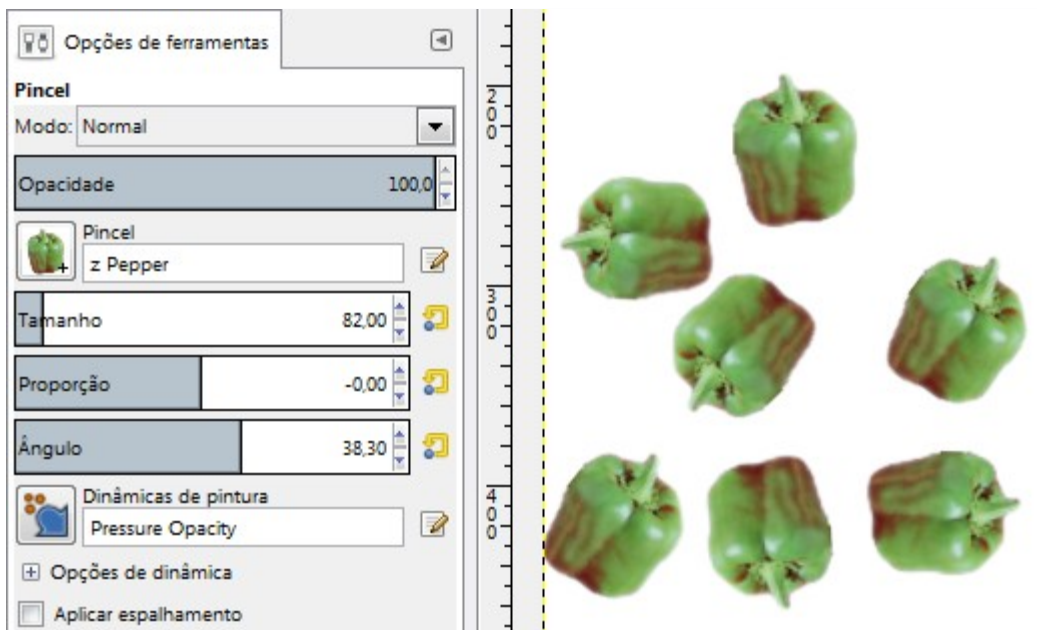 Opções de ferramentas
Pincel
Modo: Normal
Opacidade 100,0
Pincel
z Pepper
Tamanho 82,00
Proporção -0,00
Ângulo 38,30
Dinâmicas de pintura
Pressure Opacity
Opções de dinâmica
Aplicar espalhamento
200
300
400